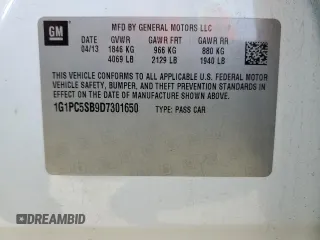 GM
MFD BY GENERAL MOTORS LLC
04/13 GVWR GAWR FRT GAWR RR
1846 KG 966 KG 880 KG
4069 LB 2129 LB 1940 LB
THIS VEHICLE CONFORMS TO ALL APPLICABLE U.S. FEDERAL MOTOR
VEHICLE SAFETY, BUMPER, AND THEFT PREVENTION STANDARDS
IN EFFECT ON THE DATE OF MANUFACTURE SHOWN ABOVE.
1G1PC5SB9D7301650 TYPE: PASS CAR
DREAMBID